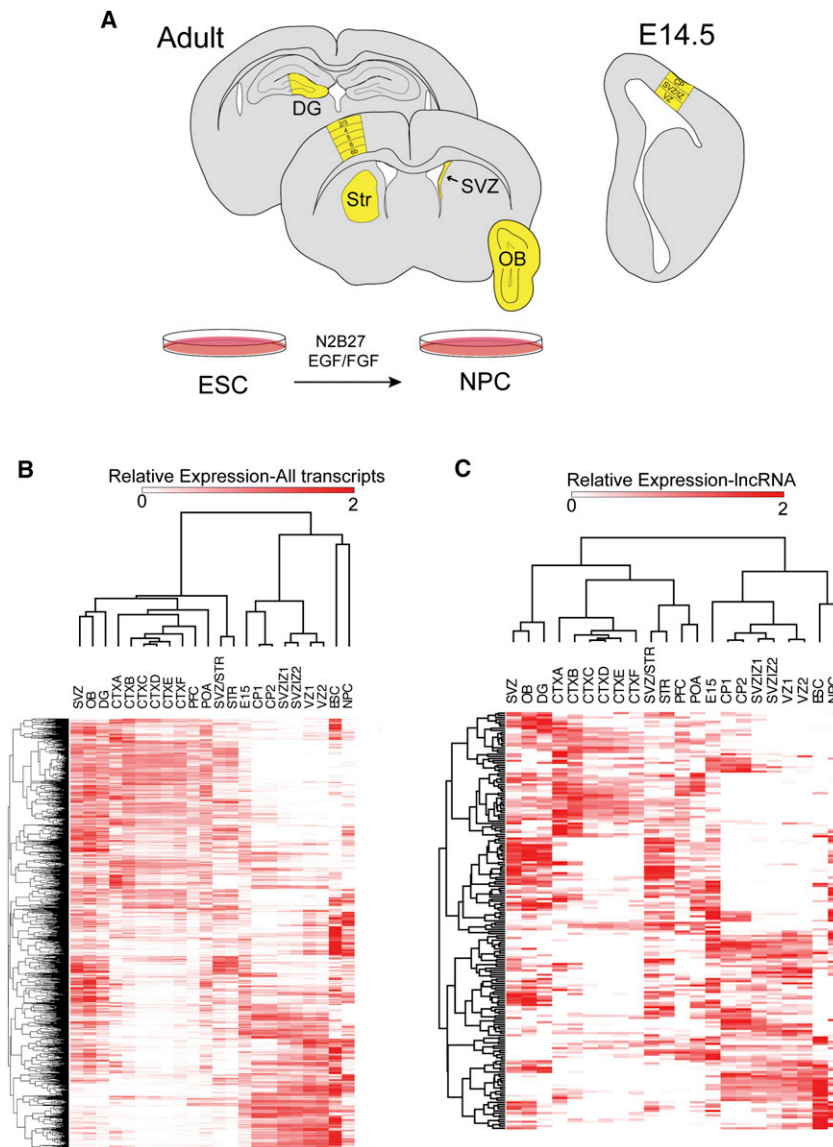 A
Adult
E14.5
DG
2/3
4
5
6
6b
CP
SVZ/IZ
VZ
Str
SVZ
OB
N2B27
EGF/FGF
ESC
NPC
B
Relative Expression-All transcripts
0
2
SVZ
OB
DG
CTXA
CTXB
CTXC
CTXD
CTXE
CTXF
PFC
POA
SVZ/STR
STR
E15
CP1
CP2
SVZIZ1
SVZIZ2
VZ1
VZ2
ESC
NPC
C
Relative Expression-lncRNA
0
2
SVZ
OB
DG
CTXA
CTXB
CTXC
CTXD
CTXE
CTXF
SVZ/STR
STR
PFC
POA
E15
CP1
CP2
SVZIZ1
SVZIZ2
VZ1
VZ2
ESC
NPC